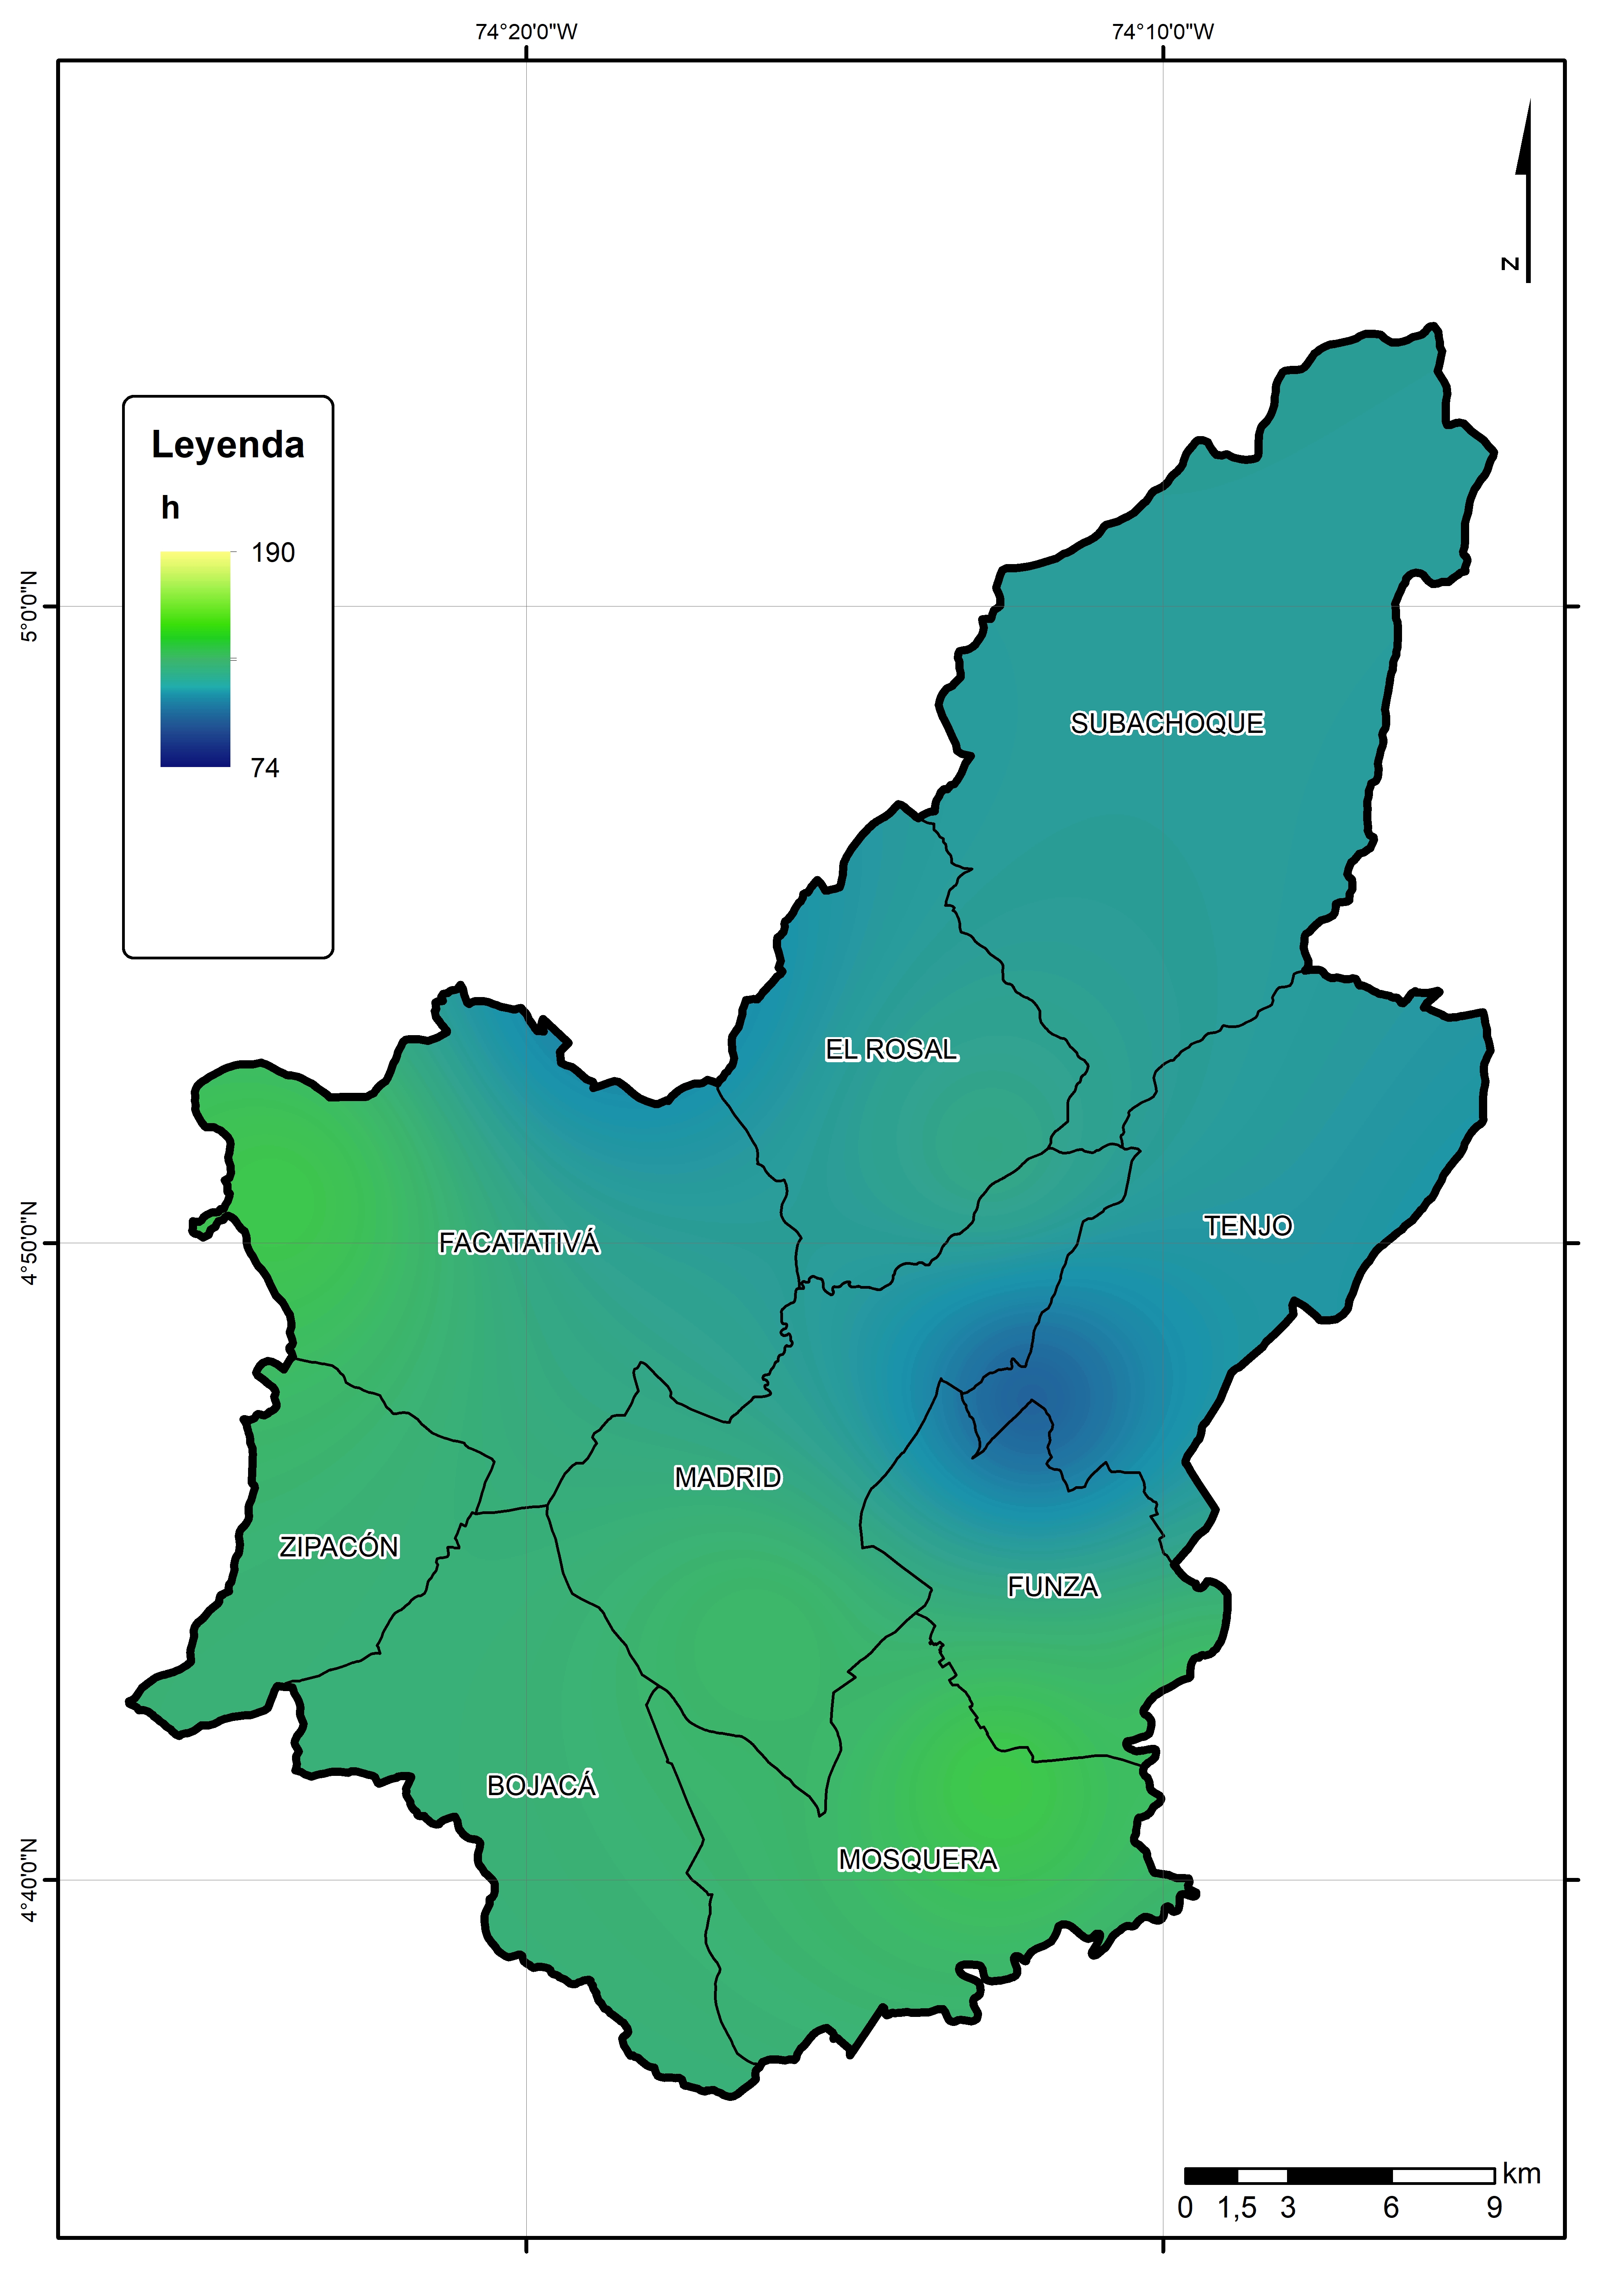 74°20'0"W
74°10'0"W
N
Leyenda
h
190
74
5°0'0"N
SUBACHOQUE
EL ROSAL
TENJO
4°50'0"N
FACATATIVÁ
MADRID
ZIPACÓN
FUNZA
BOJACÁ
MOSQUERA
4°40'0"N
km
0 1,5 3 6 9